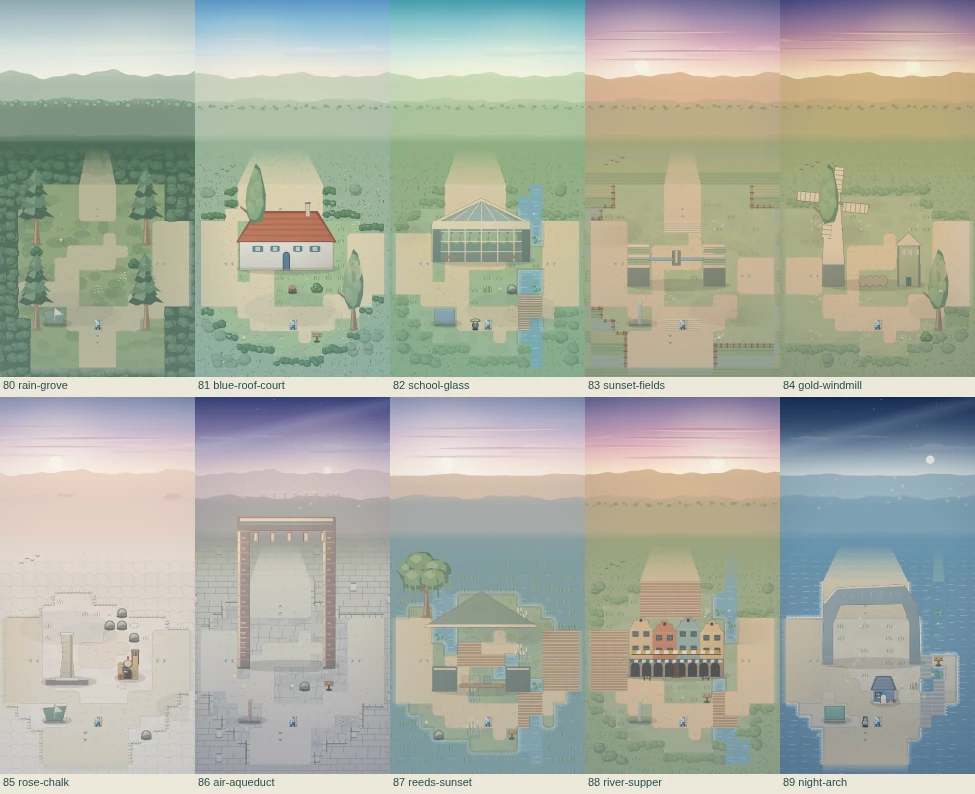 80 rain-grove
81 blue-roof-court
82 school-glass
83 sunset-fields
84 gold-windmill
85 rose-chalk
86 air-aqueduct
87 reeds-sunset
88 river-supper
89 night-arch